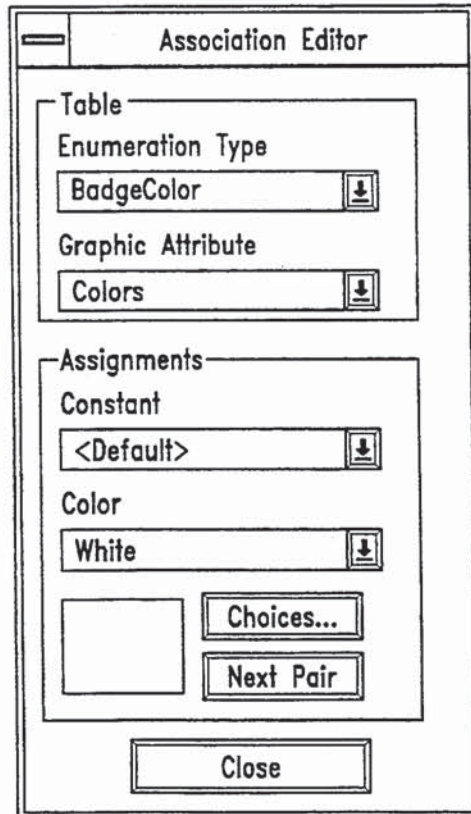 Association Editor
Table
Enumeration Type
BadgeColor
Graphic Attribute
Colors
Assignments
Constant
<Default>
Color
White
Choices...
Next Pair
Close